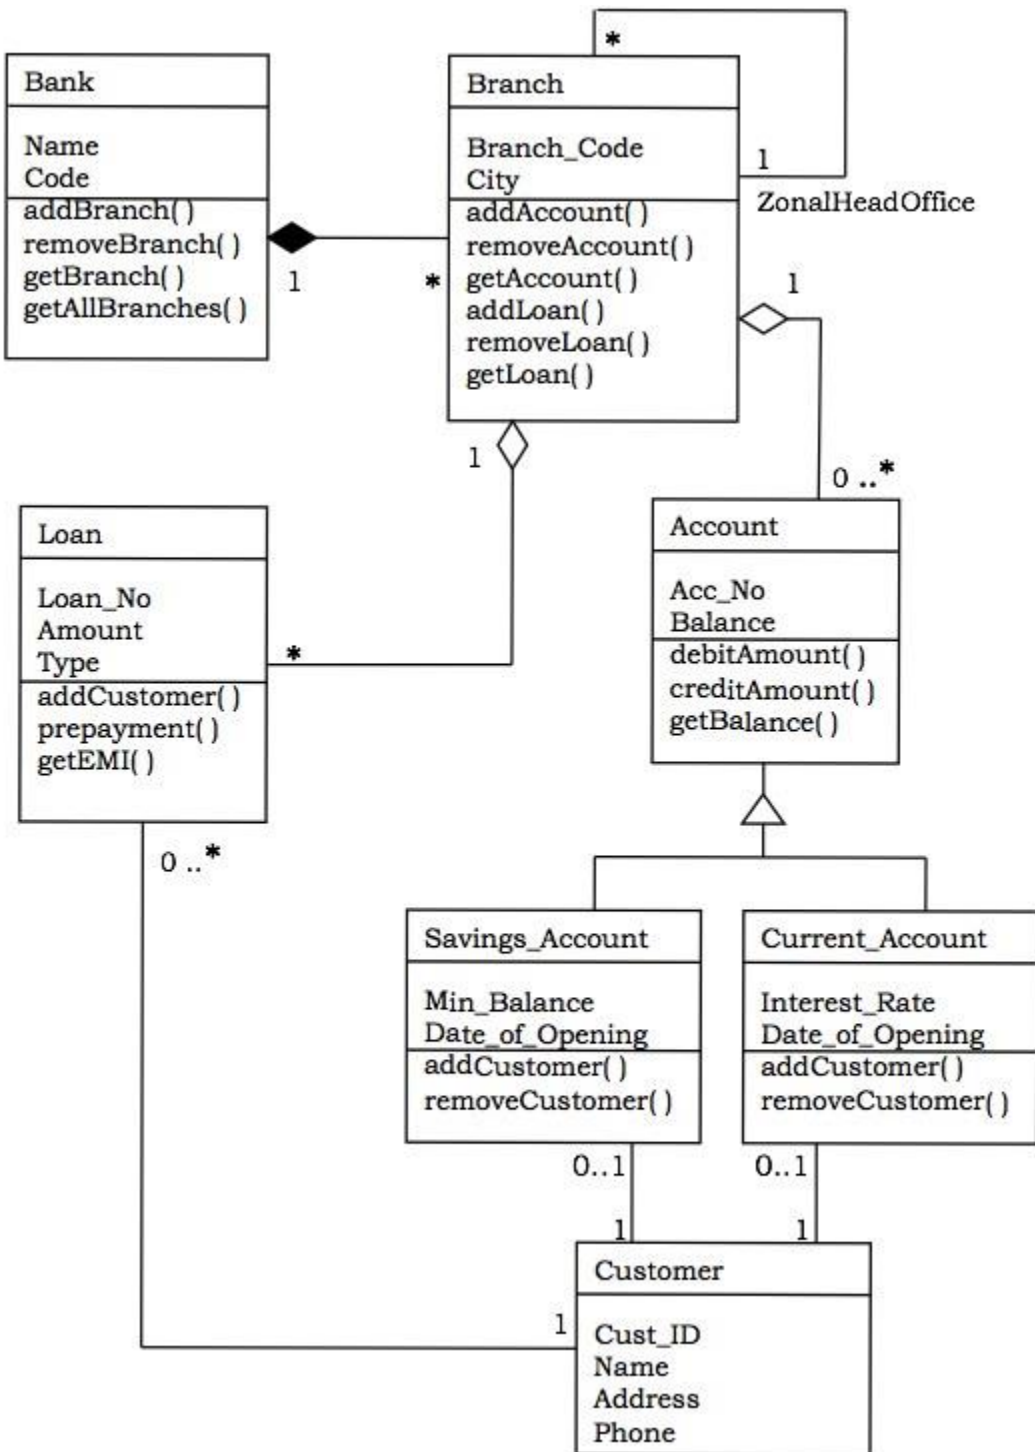 *
Bank
Name
Code
addBranch( )
removeBranch( )
getBranch( )
getAllBranches( )
1
*
Branch
Branch_Code
City
addAccount( )
removeAccount( )
getAccount( )
addLoan( )
removeLoan( )
getLoan( )
1
ZonalHeadOffice
1
0 ..*
1
*
Loan
Loan_No
Amount
Type
addCustomer( )
prepayment( )
getEMI( )
0 ..*
Account
Acc_No
Balance
debitAmount( )
creditAmount( )
getBalance( )
Savings_Account
Min_Balance
Date_of_Opening
addCustomer( )
removeCustomer( )
0..1
1
Current_Account
Interest_Rate
Date_of_Opening
addCustomer( )
removeCustomer( )
0..1
1
1
Customer
Cust_ID
Name
Address
Phone